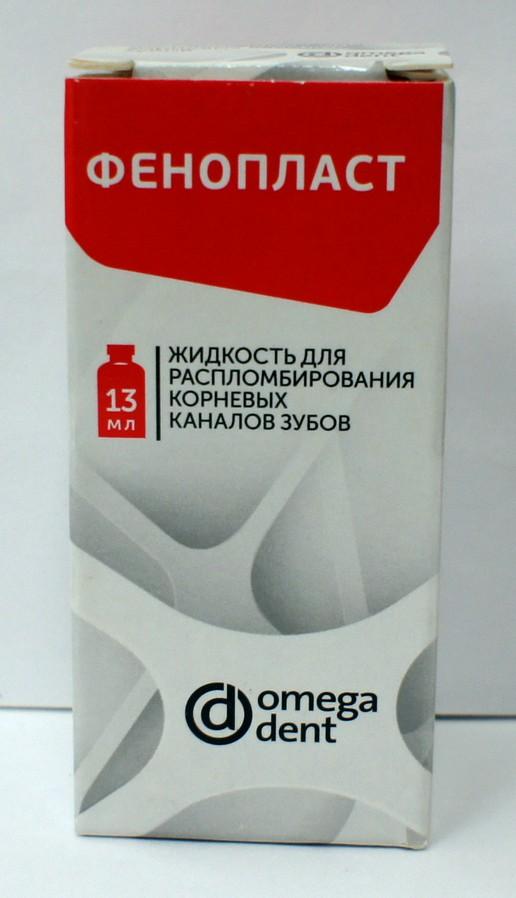 ФЕНОПЛАСТ
13
МЛ
ЖИДКОСТЬ ДЛЯ
РАСПЛОМБИРОВАНИЯ
КОРНЕВЫХ
КАНАЛОВ ЗУБОВ
omega
dent